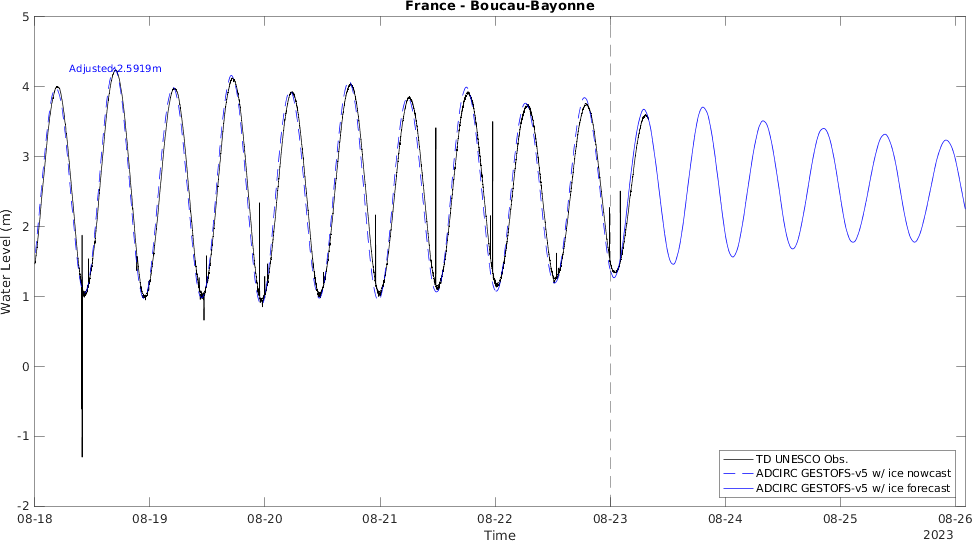 France - Boucau-Bayonne
Adjusted:2.5919m
5
4
3
2
1
0
-1
-2
Water Level (m)
TD UNESCO Obs.
ADCIRC GESTOFS-v5 w/ ice nowcast
ADCIRC GESTOFS-v5 w/ ice forecast
08-18 08-19 08-20 08-21 08-22 08-23 08-24 08-25 08-26
Time
2023